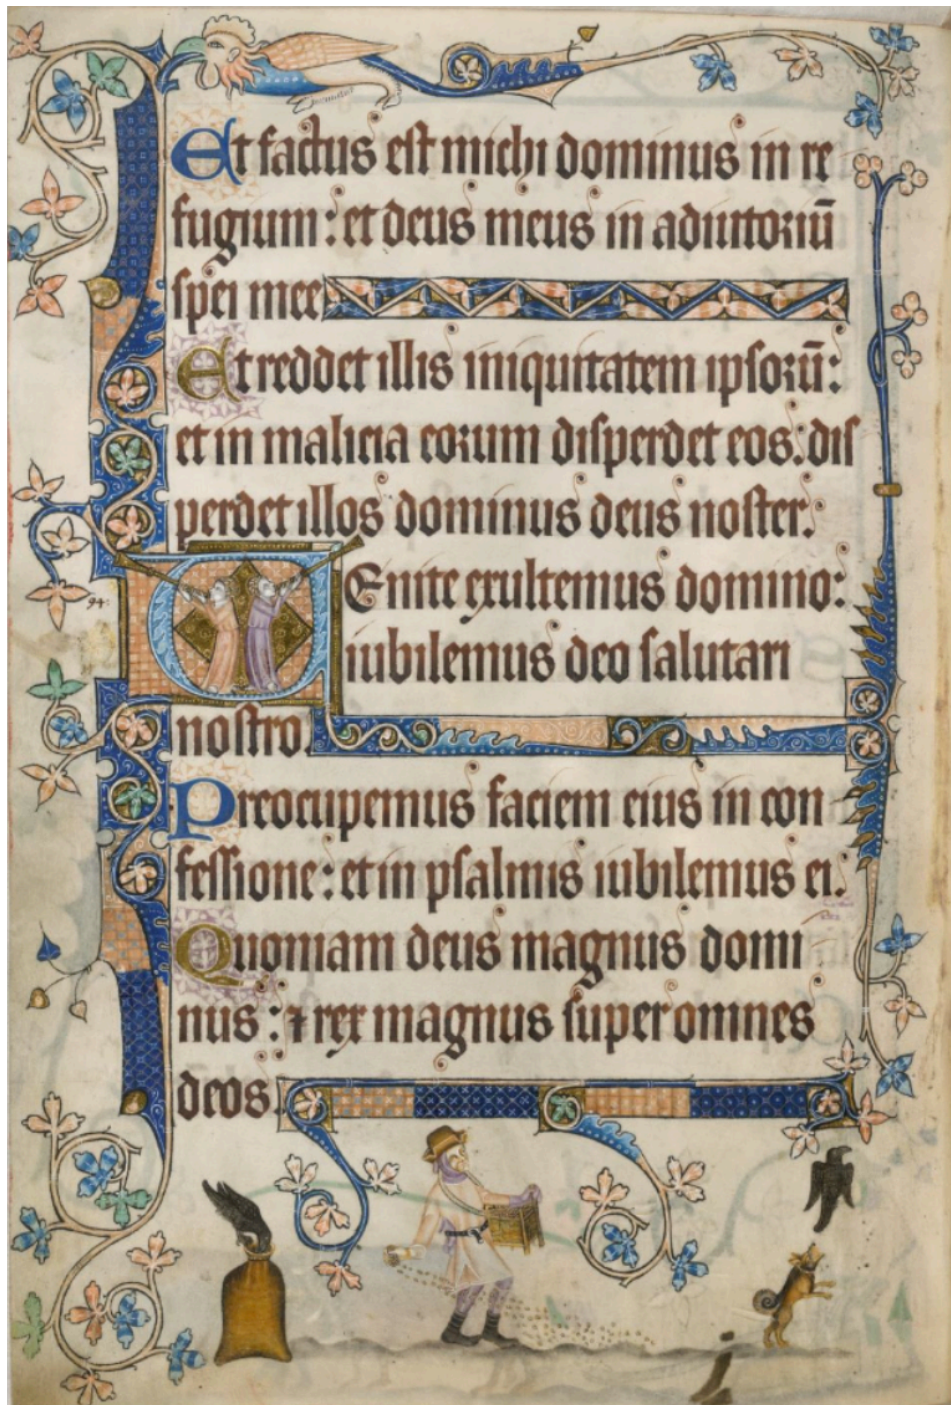 Et factus est michi dominus in re
fugium : et deus meus in adiutoriū
spei mee
Et reddet illis iniquitatem ipsorū :
et in malicia eorum disperdet eos : dis
perdet illos dominus deus noster.
94.
VEnite exultemus domino :
iubilemus deo salutari
nostro.
Preocupemus faciem eius in con
fessione : et in psalmis iubilemus ei.
Quoniam deus magnus domi
nus : ⁊ rex magnus super omnes
deos.